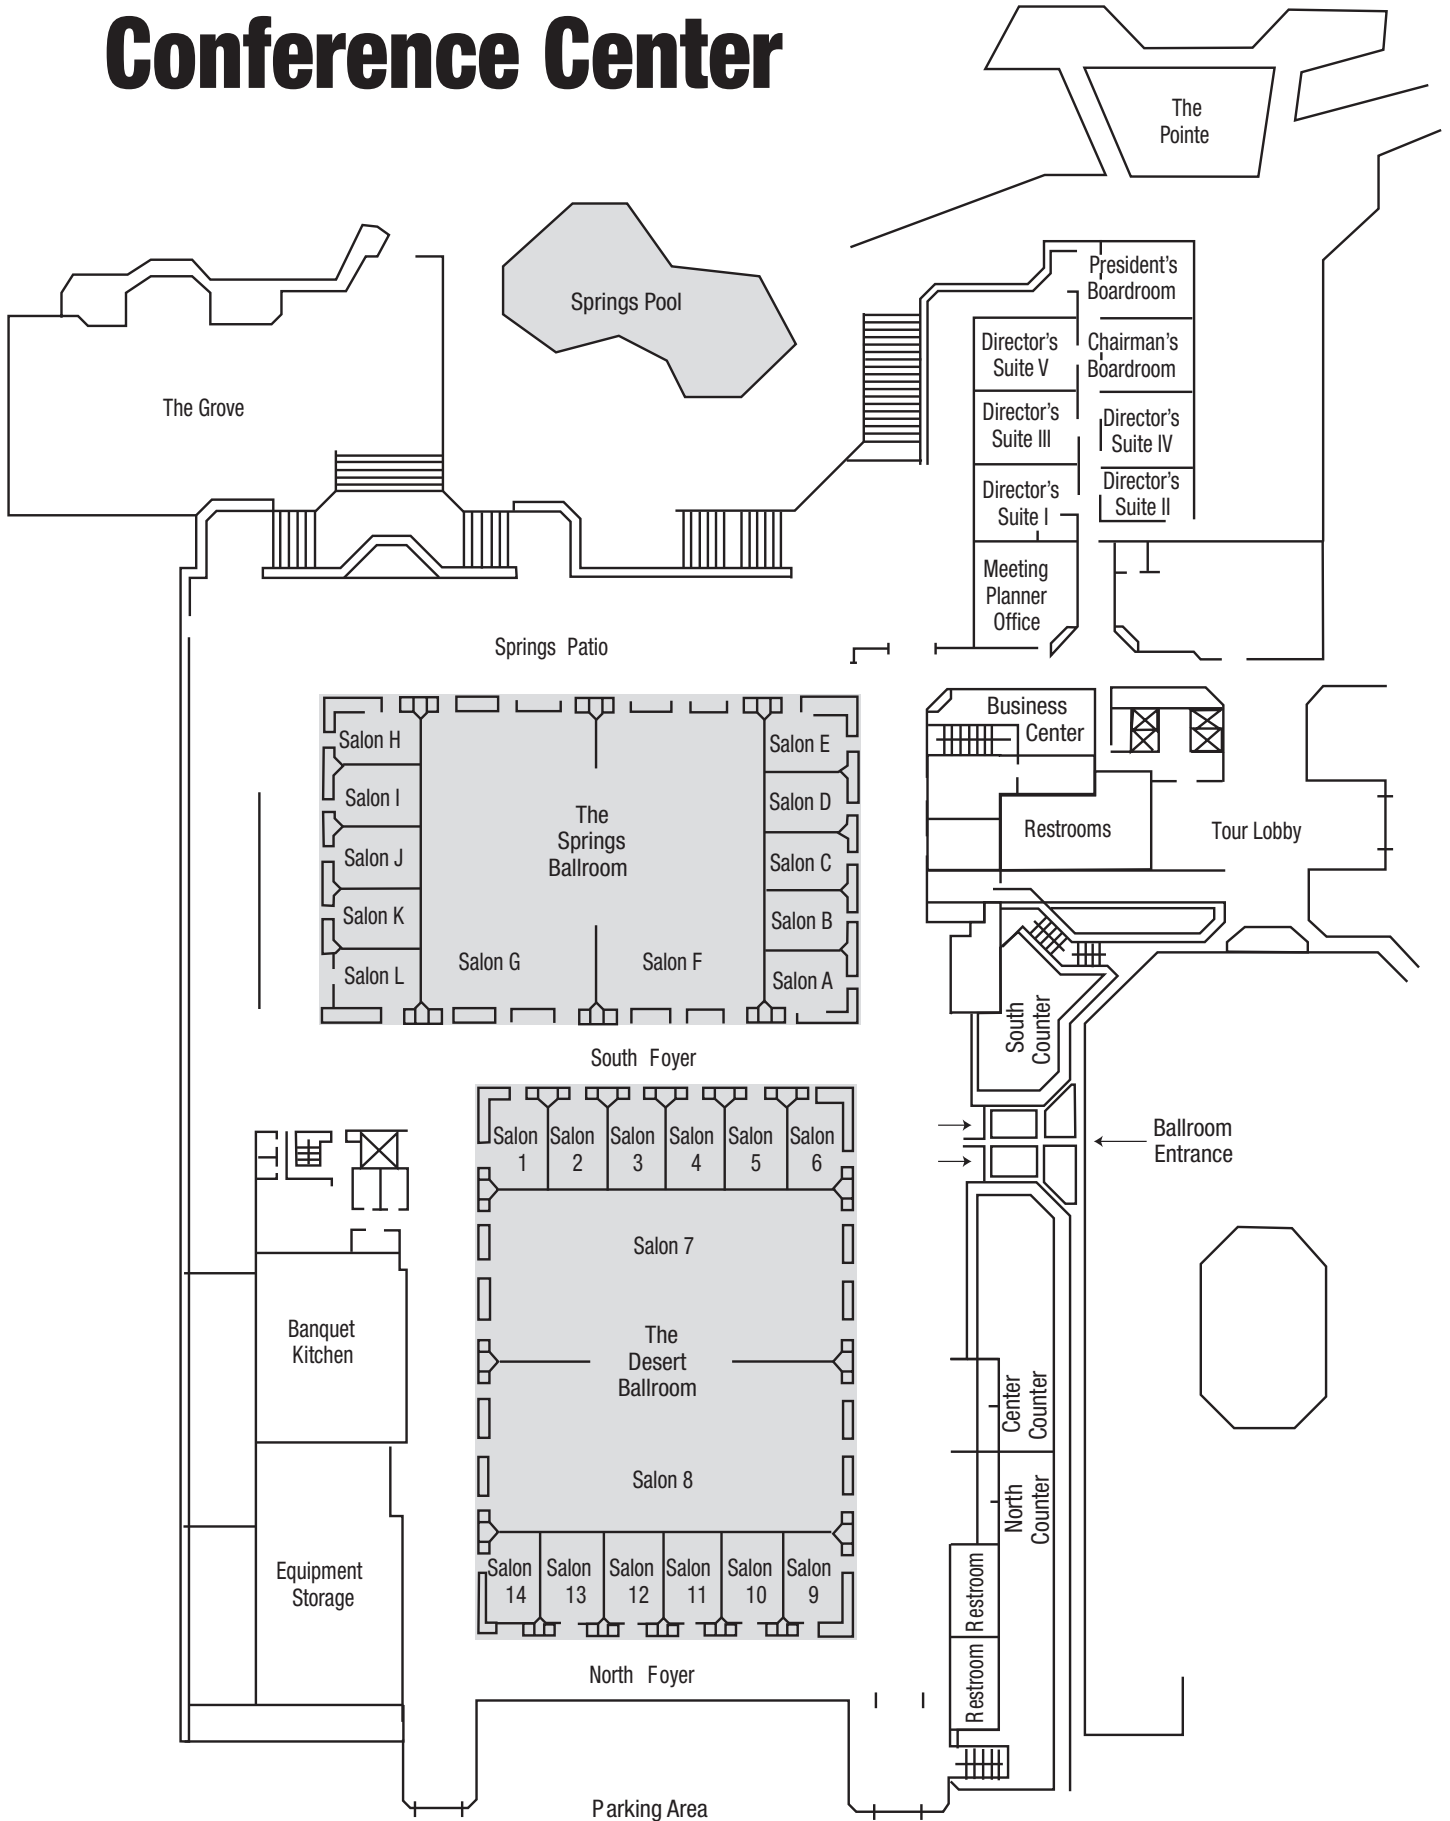 Conference Center
The
Pointe
President's
Boardroom
Springs Pool
Director's
Suite V
Chairman's
Boardroom
The Grove
Director's
Suite III
Director's
Suite IV
Director's
Suite I
Director's
Suite II
Meeting
Planner
Office
Springs Patio
Business
Center
Salon H
Salon E
Salon I
Salon D
The
Springs
Ballroom
Restrooms
Tour Lobby
Salon J
Salon C
Salon K
Salon B
Salon G
Salon F
Salon L
Salon A
South
Counter
South Foyer
Salon
1
Salon
2
Salon
3
Salon
4
Salon
5
Salon
6
Ballroom
Entrance
Salon 7
Banquet
Kitchen
The
Desert
Ballroom
Center
Counter
Salon 8
North
Counter
Equipment
Storage
Salon
14
Salon
13
Salon
12
Salon
11
Salon
10
Salon
9
Restroom
North Foyer
Restroom
Parking Area